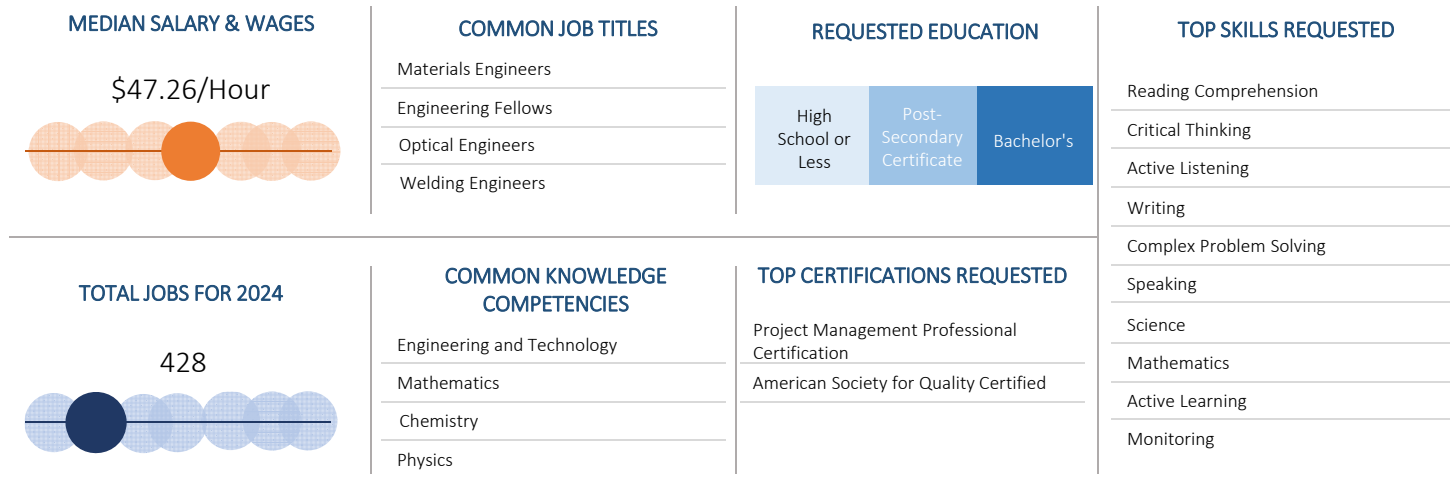 MEDIAN SALARY & WAGES
$47.26/Hour
COMMON JOB TITLES
Materials Engineers
Engineering Fellows
Optical Engineers
Welding Engineers
REQUESTED EDUCATION
High
School or
Less
Post-
Secondary
Certificate
Bachelor's
TOTAL JOBS FOR 2024
428
COMMON KNOWLEDGE
COMPETENCIES
Engineering and Technology
Mathematics
Chemistry
Physics
TOP CERTIFICATIONS REQUESTED
Project Management Professional
Certification
American Society for Quality Certified
TOP SKILLS REQUESTED
Reading Comprehension
Critical Thinking
Active Listening
Writing
Complex Problem Solving
Speaking
Science
Mathematics
Active Learning
Monitoring